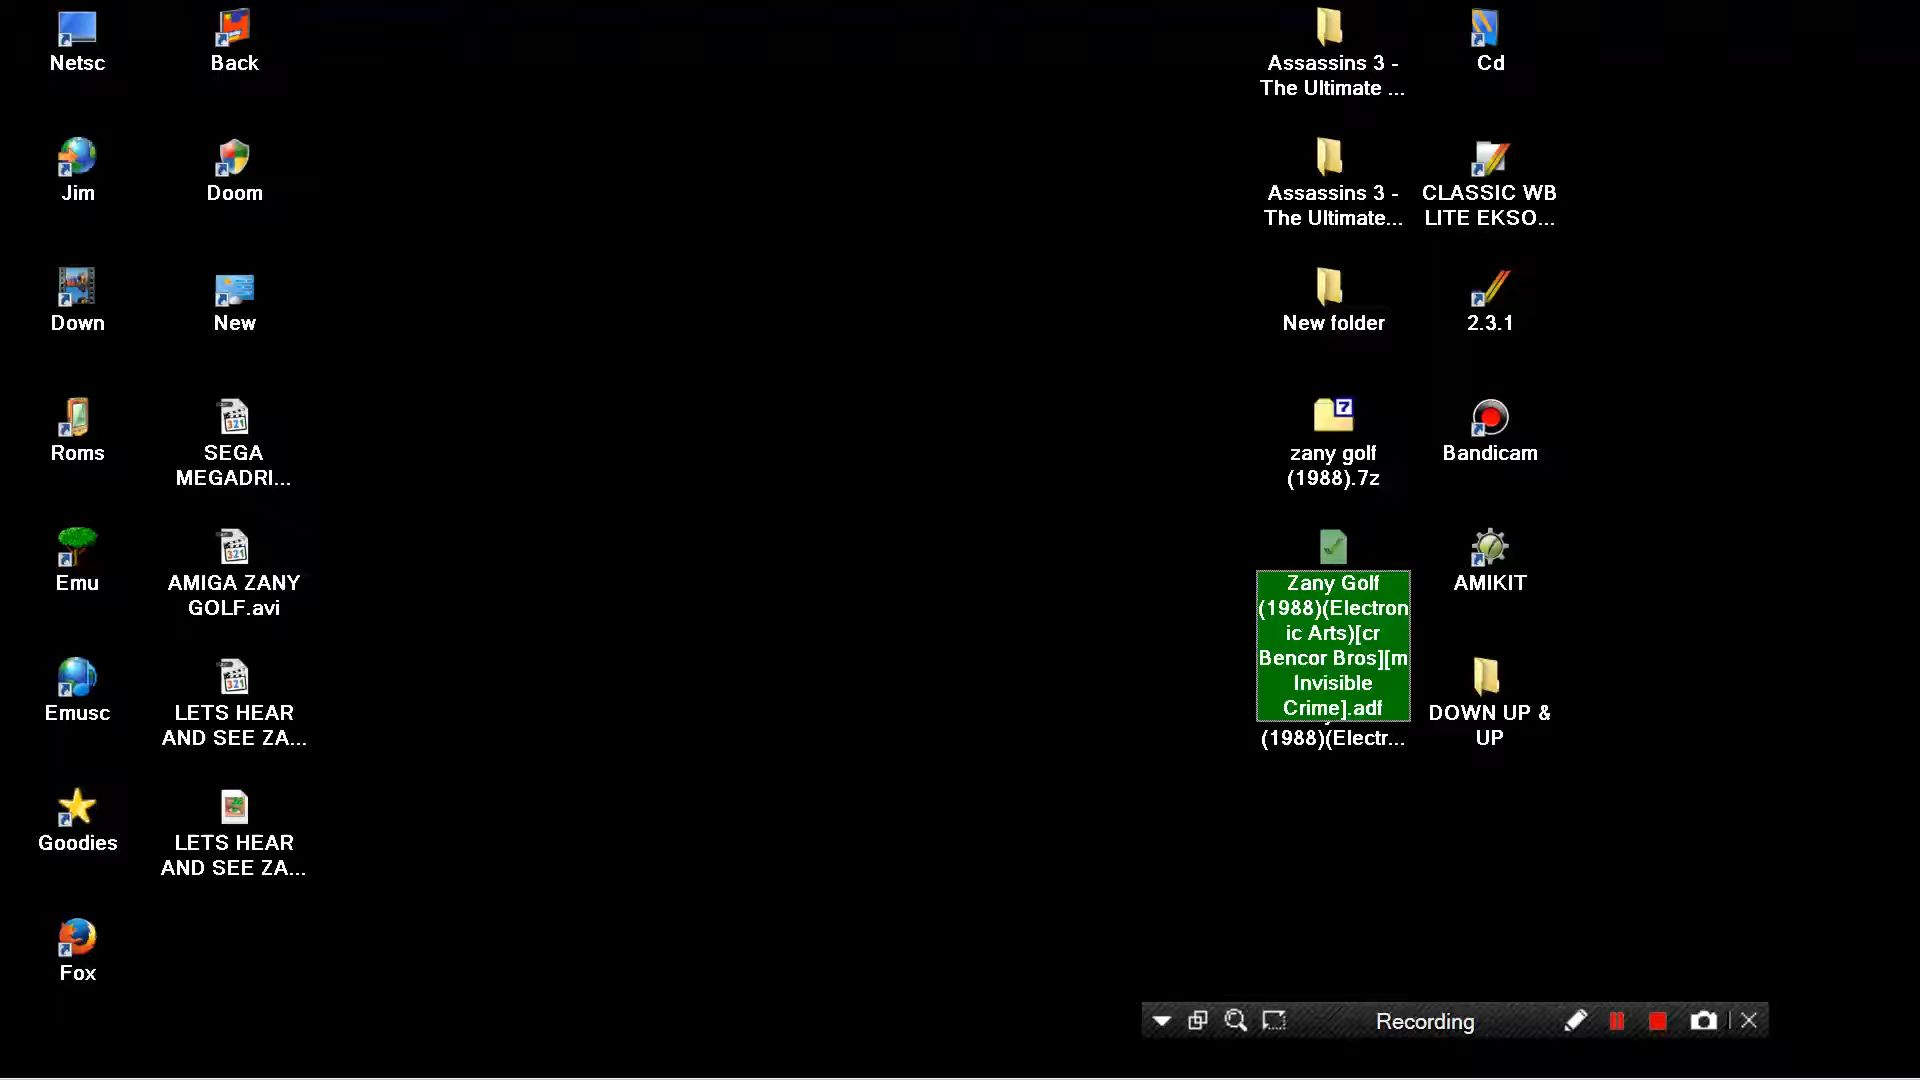 Netsc
Back
Jim
Doom
Down
New
Roms
SEGA
MEGADRI...
Emu
AMIGA ZANY
GOLF.avi
Emusc
LETS HEAR
AND SEE ZA...
Goodies
LETS HEAR
AND SEE ZA...
Fox
Assassins 3 -
The Ultimate ...
Cd
Assassins 3 -
The Ultimate...
CLASSIC WB
LITE EKSO...
New folder
2.3.1
7
zany golf
(1988).7z
Bandicam
Zany Golf
(1988)(Electron
ic Arts)[cr
Bencor Bros][m
Invisible
Crime].adf
(1988)(Electr...
AMIKIT
DOWN UP &
UP
Recording